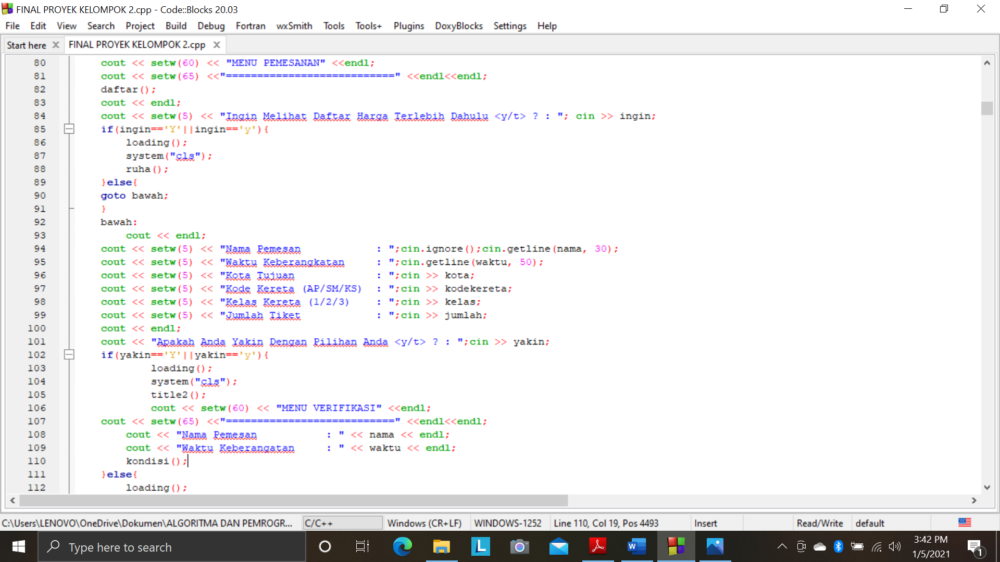 FINAL PROYEK KELOMPOK 2.cpp - Code::Blocks 20.03
File Edit View Search Project Build Debug Fortran wxSmith Tools Tools+ Plugins DoxyBlocks Settings Help
Start here FINAL PROYEK KELOMPOK 2.cpp
80 cout << setw(60) << "MENU PEMESANAN" <<endl;
81 cout << setw(65) <<"===========================" <<endl<<endl;
82 daftar();
83 cout << endl;
84 cout << setw(5) << "Ingin Melihat Daftar Harga Terlebih Dahulu <y/t> ? : "; cin >> ingin;
85 if(ingin=='Y'||ingin=='y'){
86 loading();
87 system("cls");
88 ruha();
89 }else{
90 goto bawah;
91 }
92 bawah:
93 cout << endl;
94 cout << setw(5) << "Nama Pemesan : ";cin.ignore();cin.getline(nama, 30);
95 cout << setw(5) << "Waktu Keberangkatan : ";cin.getline(waktu, 50);
96 cout << setw(5) << "Kota Tujuan : ";cin >> kota;
97 cout << setw(5) << "Kode Kereta (AP/SM/KS) : ";cin >> kodekereta;
98 cout << setw(5) << "Kelas Kereta (1/2/3) : ";cin >> kelas;
99 cout << setw(5) << "Jumlah Tiket : ";cin >> jumlah;
100 cout << endl;
101 cout << "Apakah Anda Yakin Dengan Pilihan Anda <y/t> ? : ";cin >> yakin;
102 if(yakin=='Y'||yakin=='y'){
103 loading();
104 system("cls");
105 title2();
106 cout << setw(60) << "MENU VERIFIKASI" <<endl;
107 cout << setw(65) <<"===========================" <<endl<<endl;
108 cout << "Nama Pemesan : " << nama << endl;
109 cout << "Waktu Keberangatan : " << waktu << endl;
110 kondisi();
111 }else{
112 loading();
C:\Users\LENOVO\OneDrive\Dokumen\ALGORITMA DAN PEMROGR... C/C++ Windows (CR+LF) WINDOWS-1252 Line 110, Col 19, Pos 4493 Insert Read/Write default
Type here to search
3:42 PM
1/5/2021
1